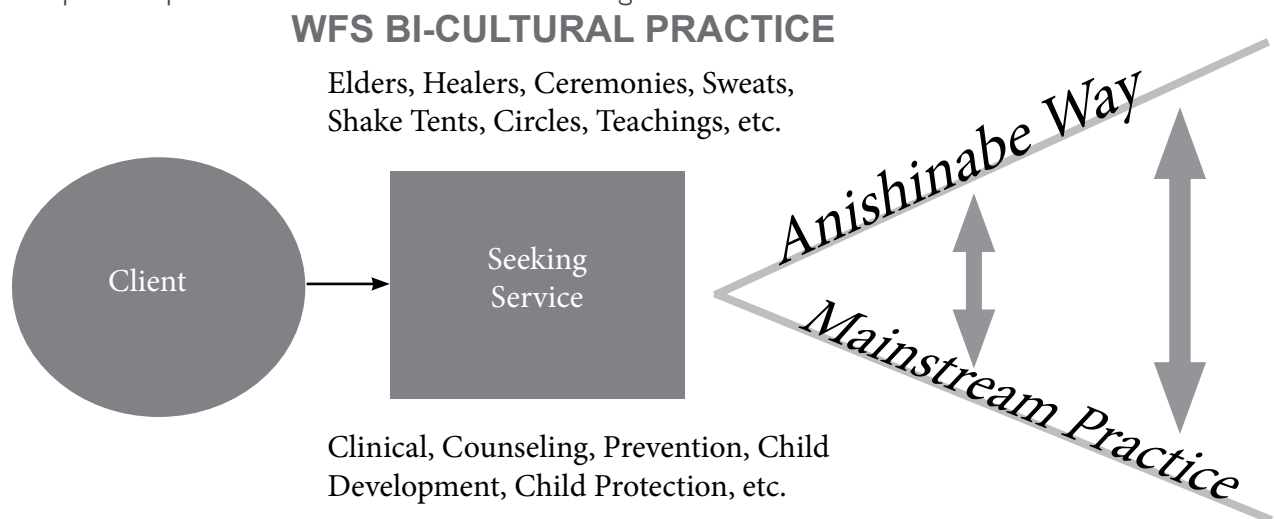 WFS BI-CULTURAL PRACTICE
Elders, Healers, Ceremonies, Sweats,
Shake Tents, Circles, Teachings, etc.
Client
Seeking
Service
Anishinabe Way
Mainstream Practice
Clinical, Counseling, Prevention, Child
Development, Child Protection, etc.